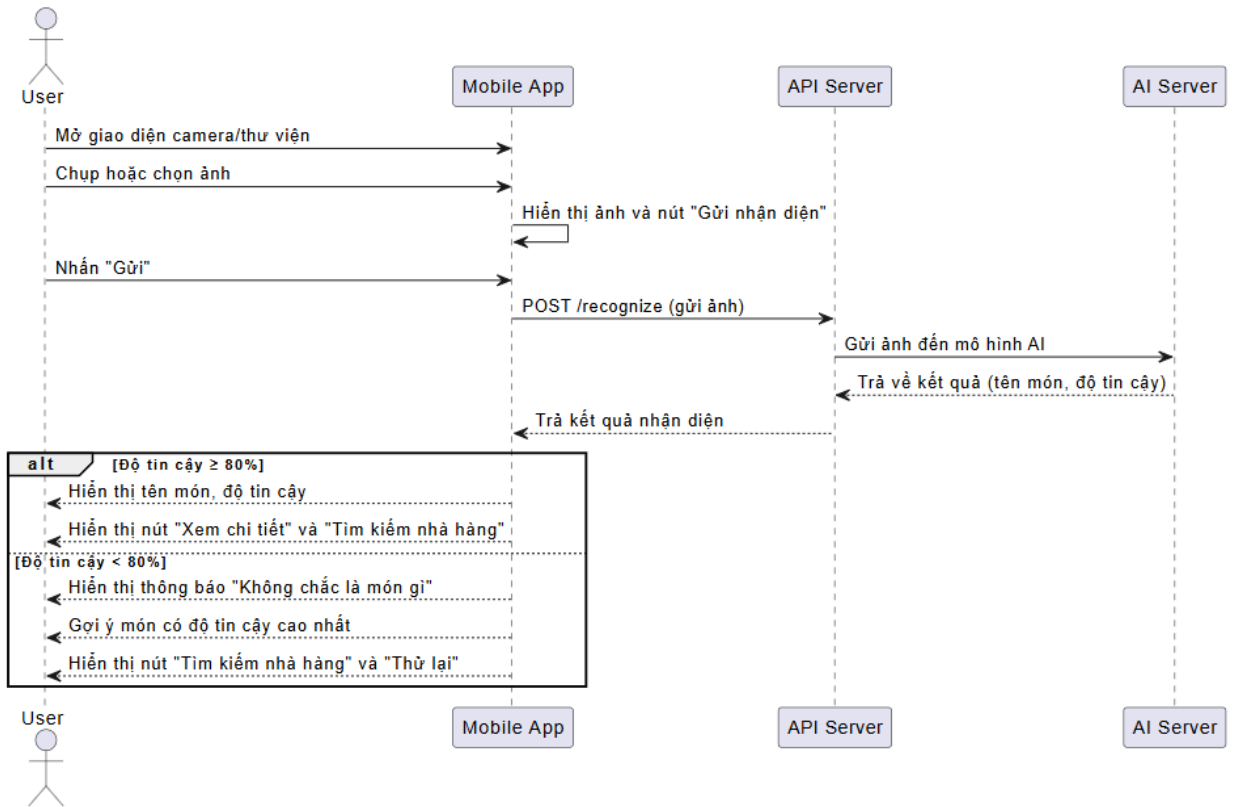 User
Mobile App
API Server
AI Server
Mở giao diện camera/thư viện
Chụp hoặc chọn ảnh
Hiển thị ảnh và nút "Gửi nhận diện"
Nhấn "Gửi"
POST /recognize (gửi ảnh)
Gửi ảnh đến mô hình AI
Trả về kết quả (tên món, độ tin cậy)
Trả kết quả nhận diện
alt
[Độ tin cậy ≥ 80%]
Hiển thị tên món, độ tin cậy
Hiển thị nút "Xem chi tiết" và "Tìm kiếm nhà hàng"
[Độ tin cậy < 80%]
Hiển thị thông báo "Không chắc là món gì"
Gợi ý món có độ tin cậy cao nhất
Hiển thị nút "Tìm kiếm nhà hàng" và "Thử lại"
User
Mobile App
API Server
AI Server